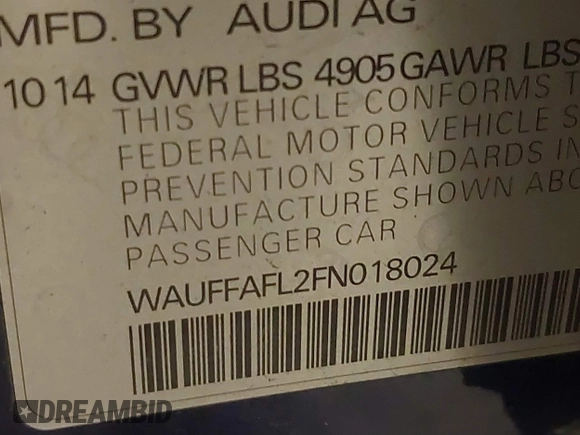 MFD. BY AUDI AG
1014 GVWR LBS 4905 GAWR LBS
THIS VEHICLE CONFORMS T
FEDERAL MOTOR VEHICLE S
PREVENTION STANDARDS IN
MANUFACTURE SHOWN ABO
PASSENGER CAR
WAUFFAFL2FN018024
DREAMBID